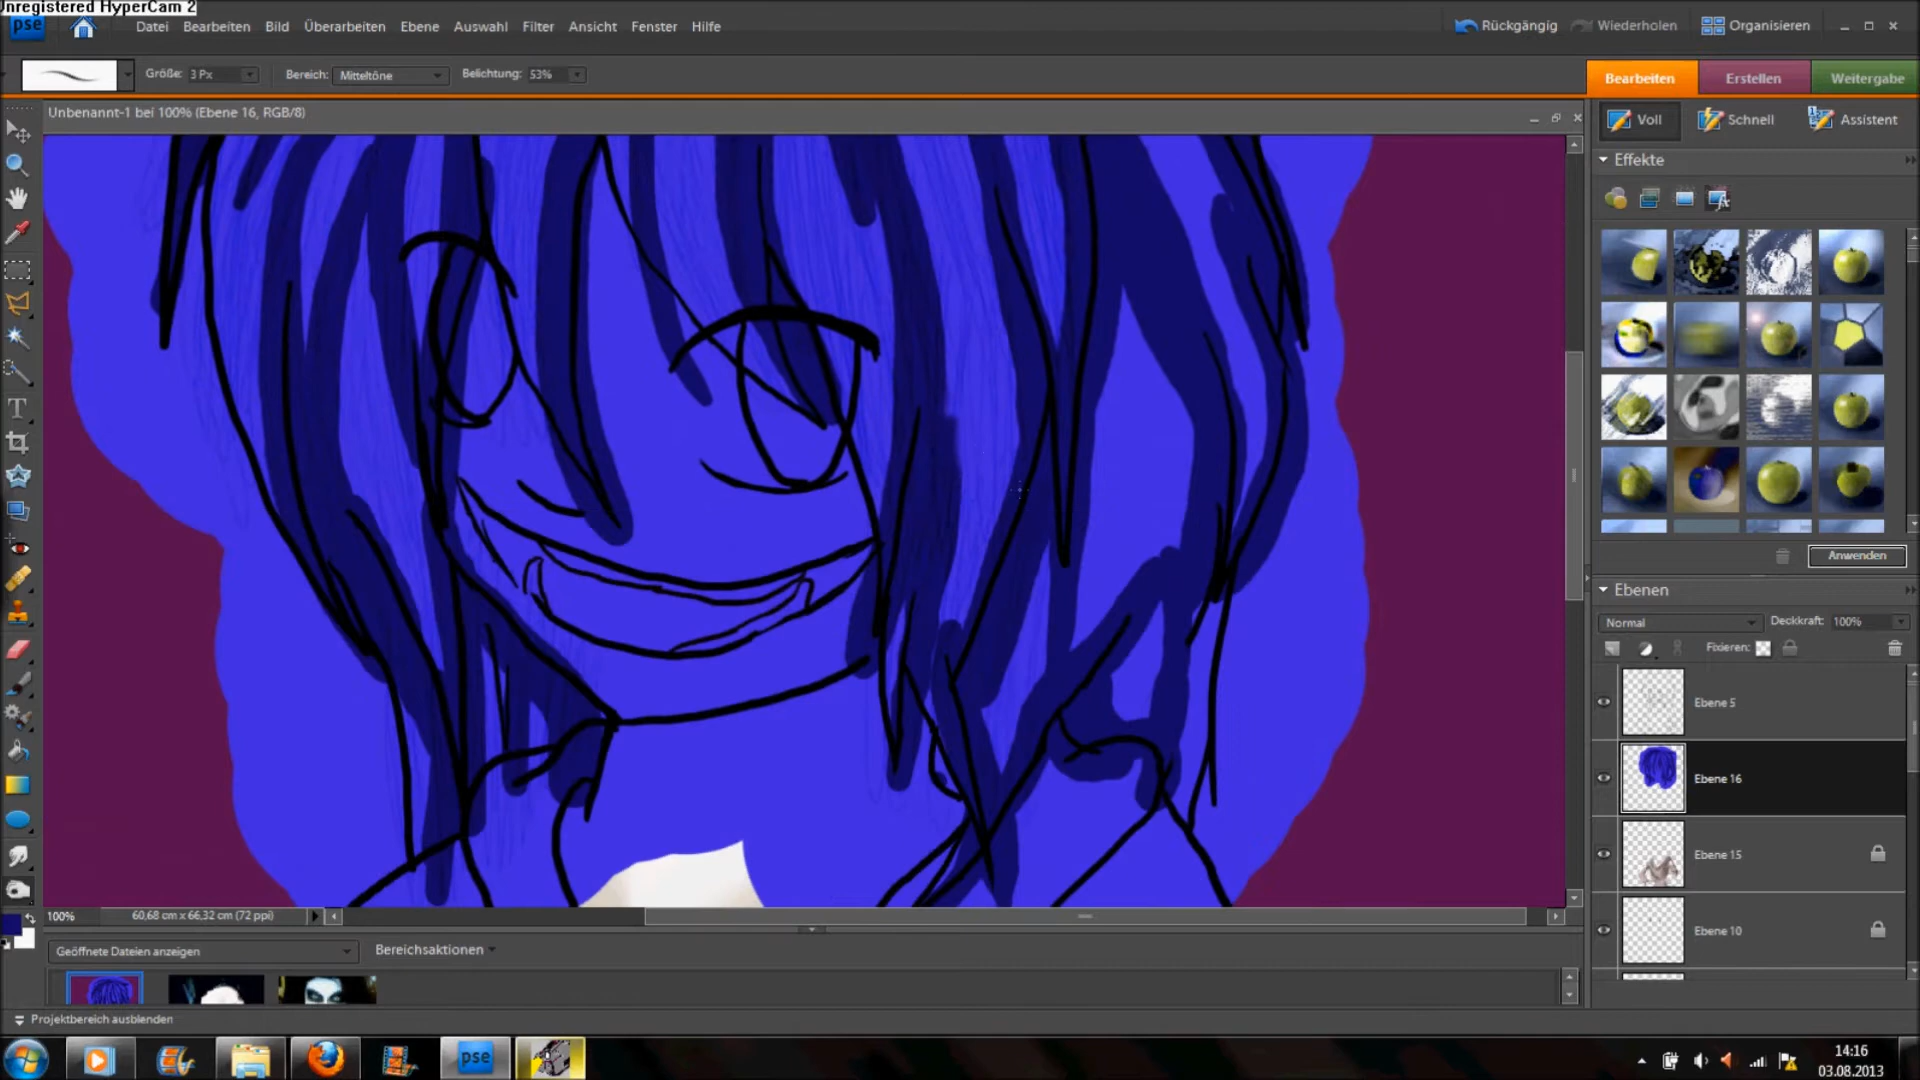 Unregistered HyperCam 2
pse
Datei Bearbeiten Bild Überarbeiten Ebene Auswahl Filter Ansicht Fenster Hilfe
Rückgängig Wiederholen Organisieren
Größe: 3 Px Bereich: Mitteltöne Belichtung: 53%
Bearbeiten Erstellen Weitergabe
Unbenannt-1 bei 100% (Ebene 16, RGB/8)
Voll Schnell Assistent
Effekte
Anwenden
Ebenen
Normal Deckkraft: 100%
Fixieren:
Ebene 5
Ebene 16
Ebene 15
Ebene 10
100% 60,68 cm x 66,32 cm (72 ppi)
Geöffnete Dateien anzeigen Bereichsaktionen
Projektbereich ausblenden
pse
14:16
03.08.2013